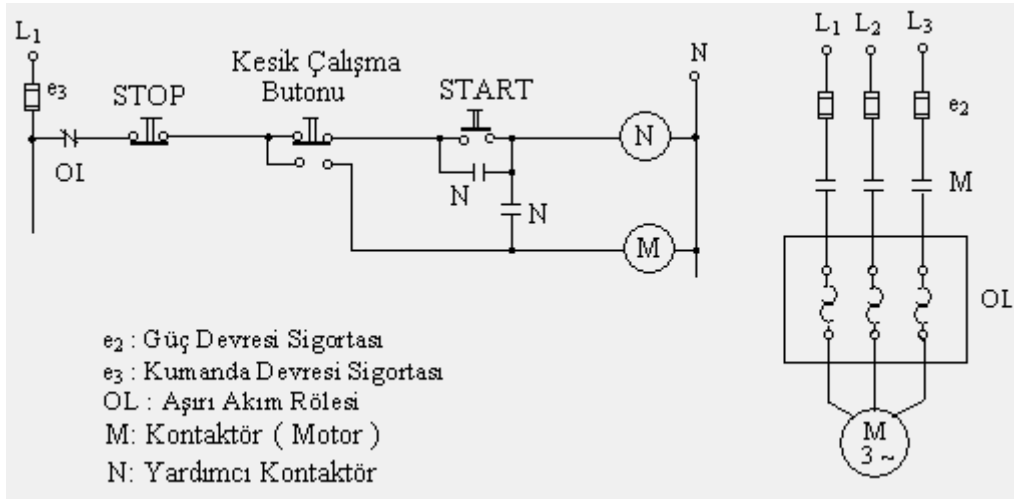 L1
e3
STOP
Kesik Çalışma
Butonu
START
N
OL
N
N
N
M
L1 L2 L3
e2
M
OL
M
3 ~
e2 : Güç Devresi Sigortası
e3 : Kumanda Devresi Sigortası
OL : Aşırı Akım Rölesi
M: Kontaktör ( Motor )
N: Yardımcı Kontaktör